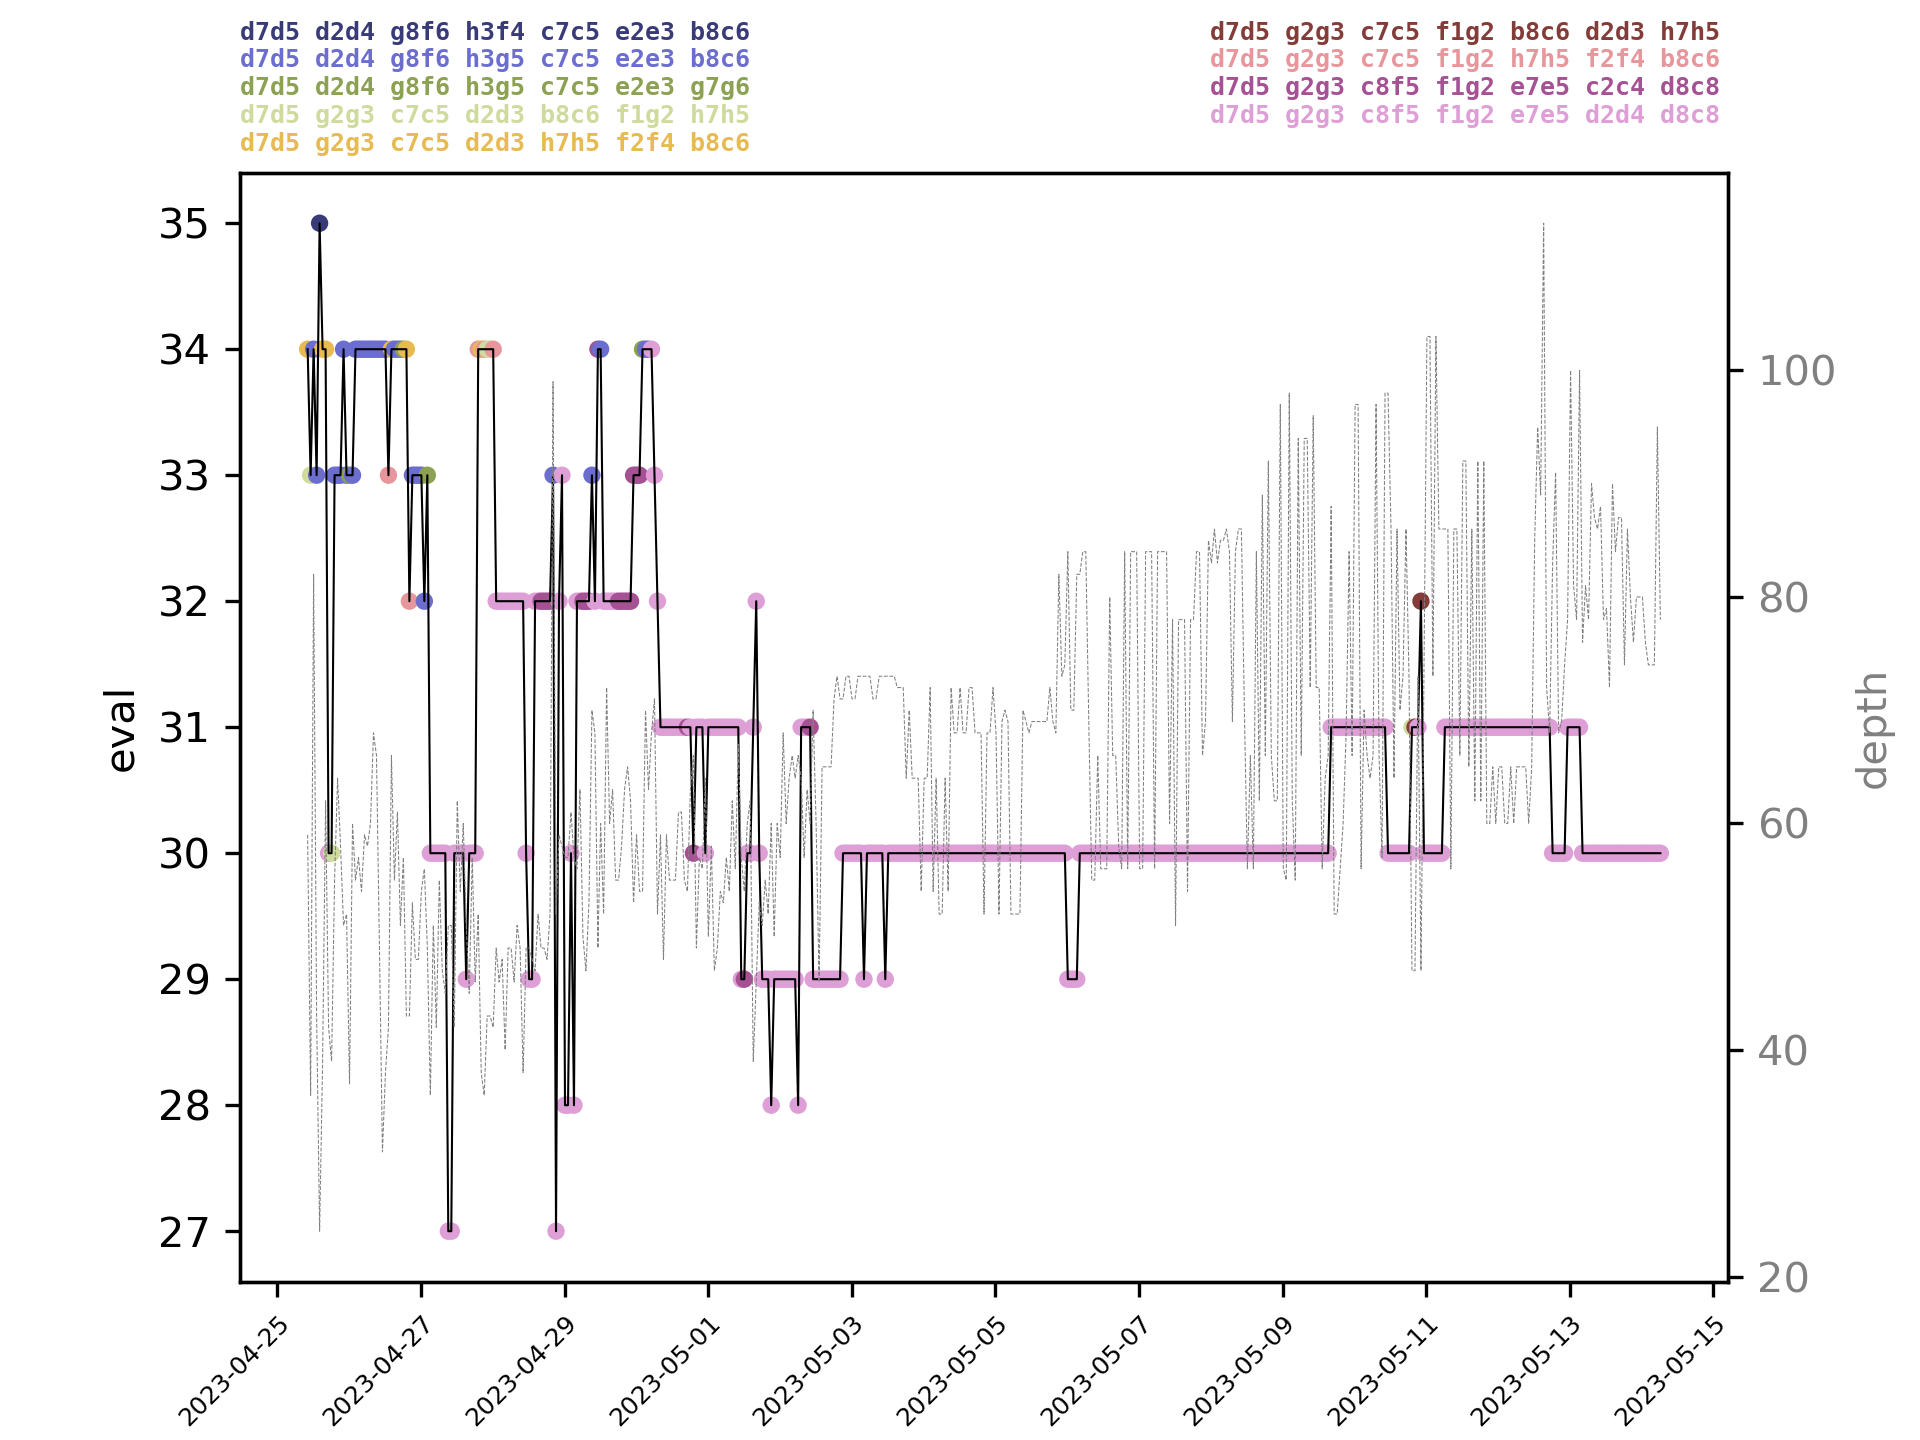 d7d5 d2d4 g8f6 h3f4 c7c5 e2e3 b8c6
d7d5 d2d4 g8f6 h3g5 c7c5 e2e3 b8c6
d7d5 d2d4 g8f6 h3g5 c7c5 e2e3 g7g6
d7d5 g2g3 c7c5 d2d3 b8c6 f1g2 h7h5
d7d5 g2g3 c7c5 d2d3 h7h5 f2f4 b8c6
d7d5 g2g3 c7c5 f1g2 b8c6 d2d3 h7h5
d7d5 g2g3 c7c5 f1g2 h7h5 f2f4 b8c6
d7d5 g2g3 c8f5 f1g2 e7e5 c2c4 d8c8
d7d5 g2g3 c8f5 f1g2 e7e5 d2d4 d8c8
35
34
33
32
31
30
29
28
27
eval
100
80
60
40
20
depth
2023-04-25
2023-04-27
2023-04-29
2023-05-01
2023-05-03
2023-05-05
2023-05-07
2023-05-09
2023-05-11
2023-05-13
2023-05-15